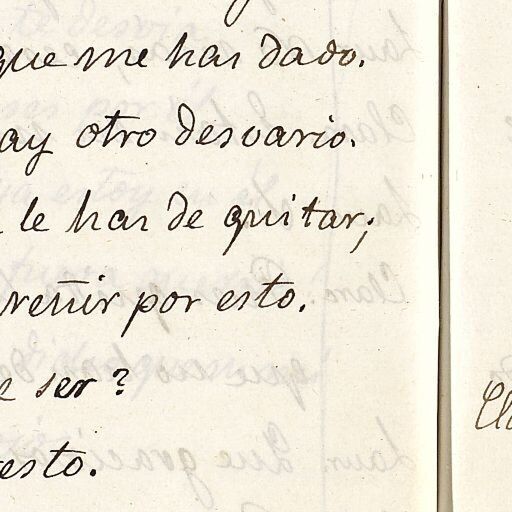 que me has dado.
ay otro desvario.
le has de quitar;
reñir por esto.
ser?
esto.